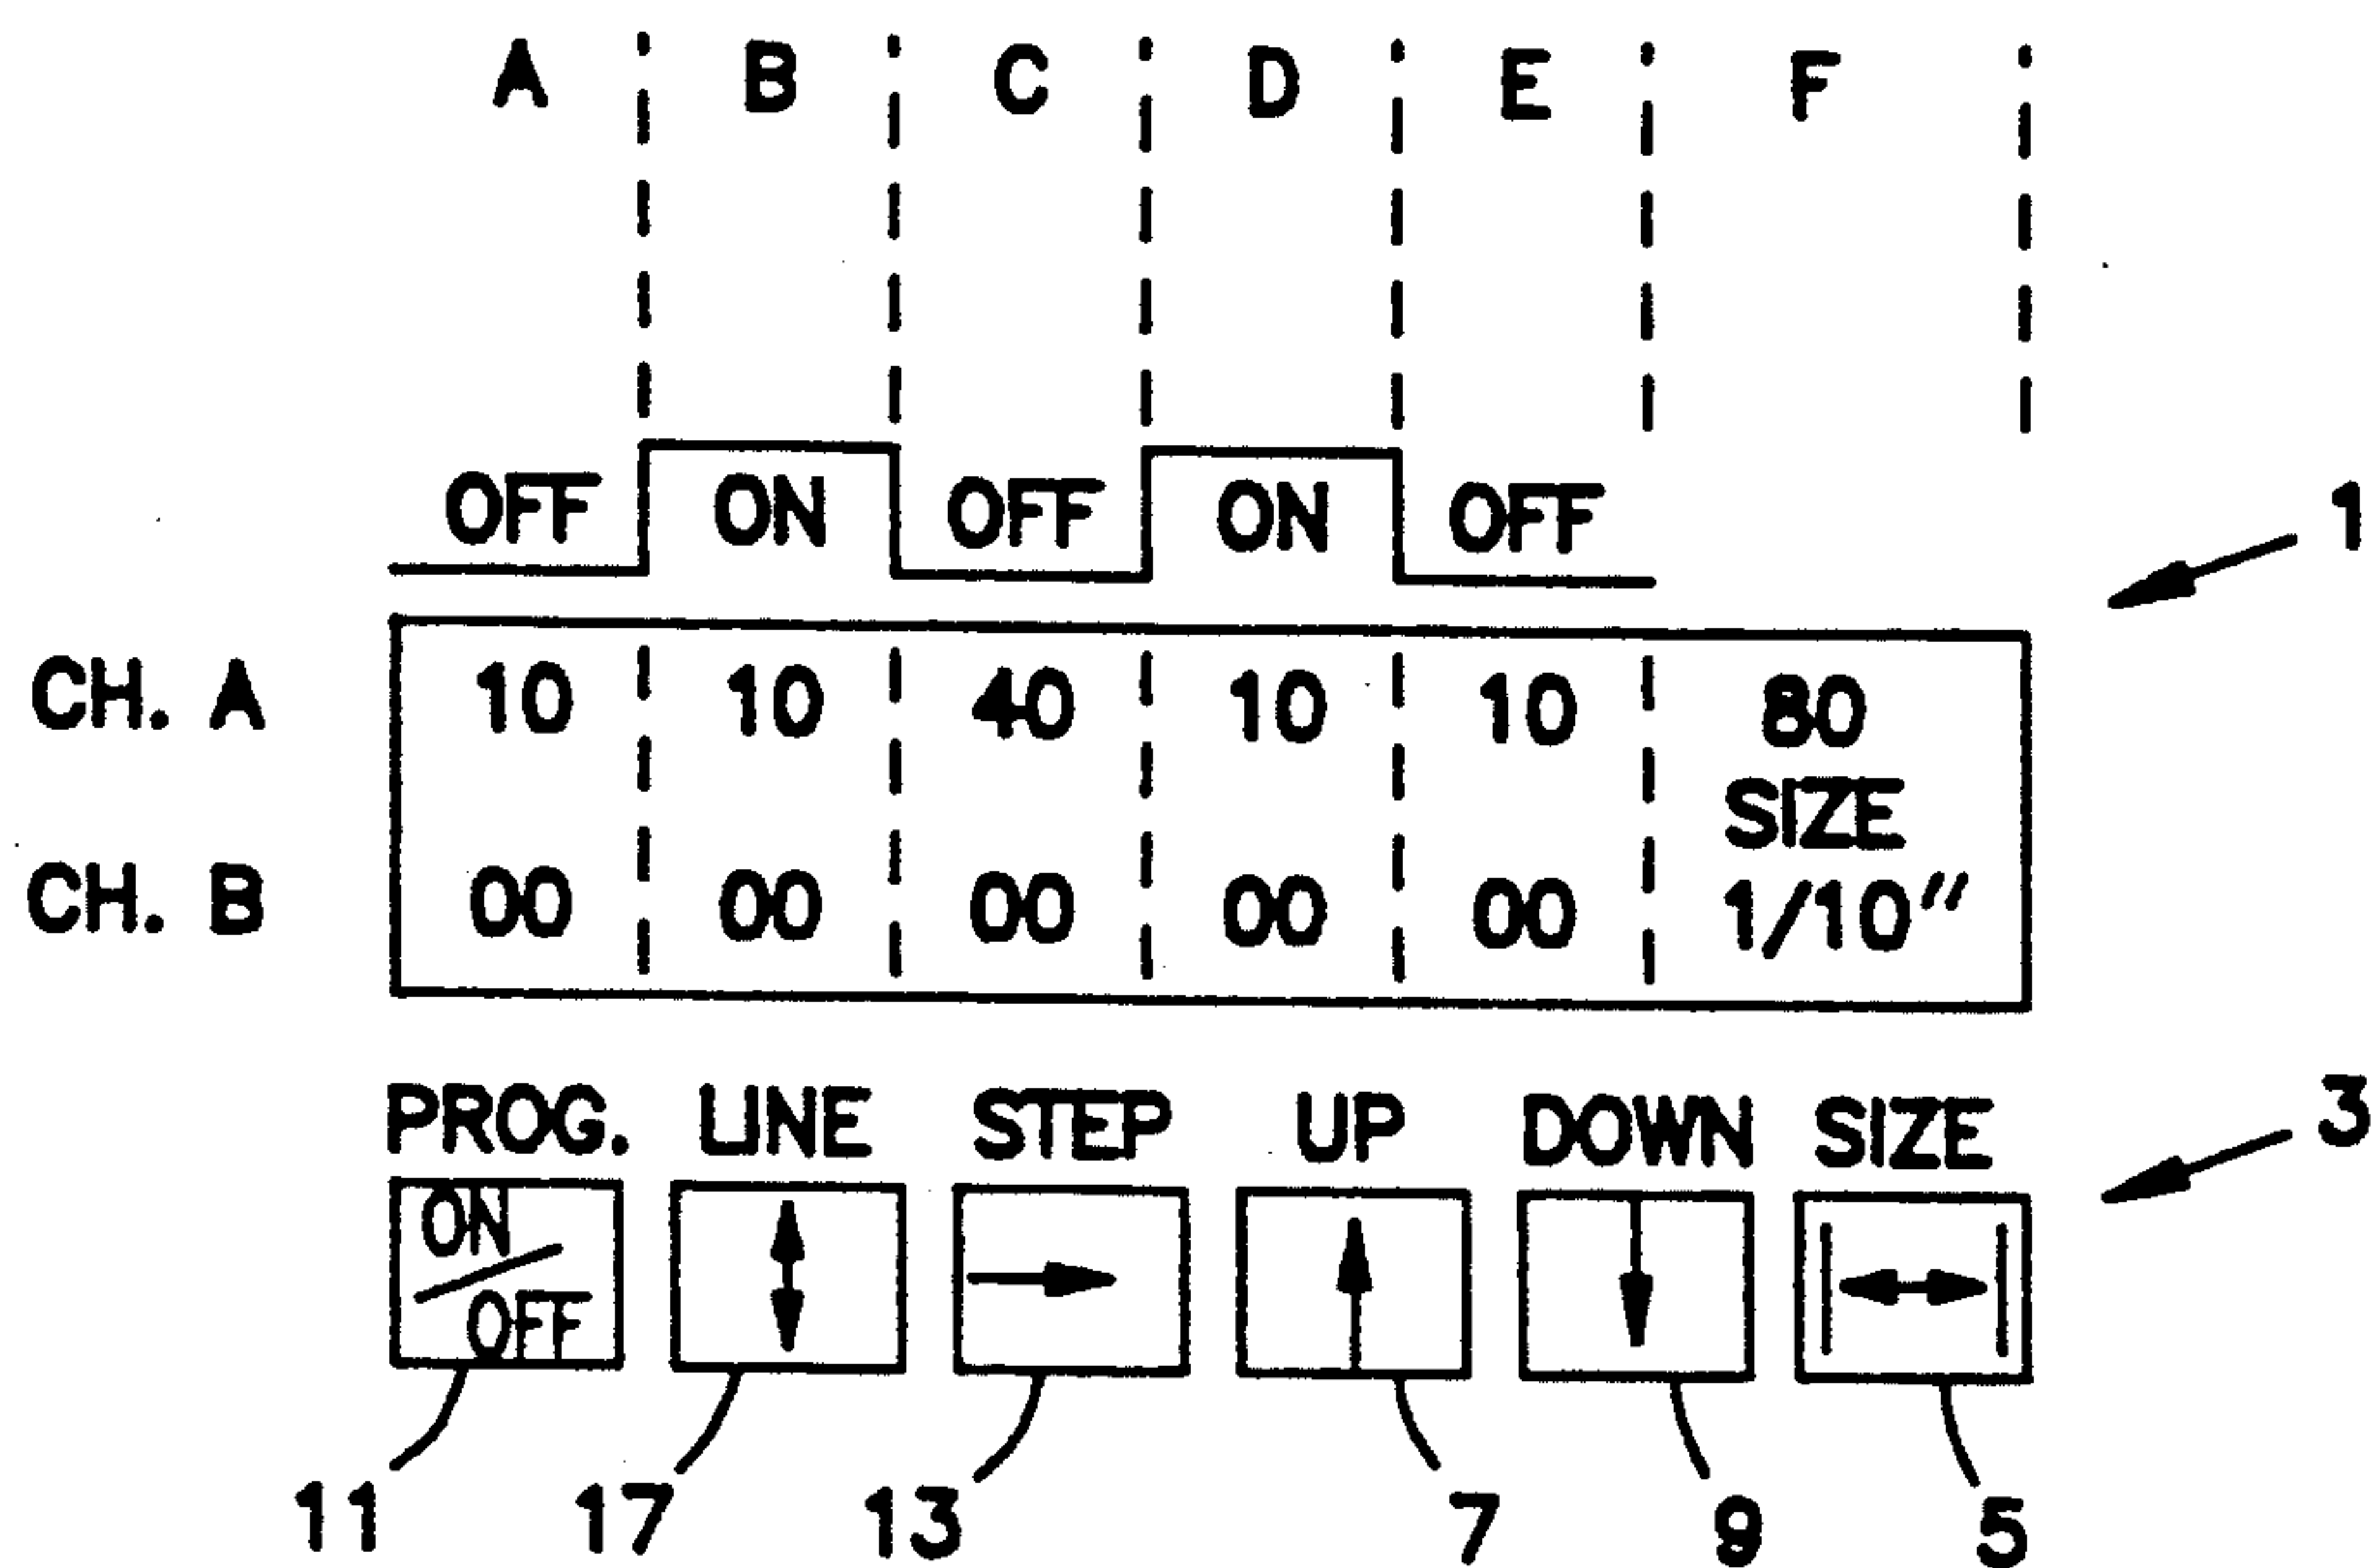 A B C D E F
OFF ON OFF ON OFF
1
CH. A 10 10 40 10 10 80
SIZE
CH. B 00 00 00 00 00 1/10"
PROG. LINE STEP UP DOWN SIZE
3
ON
OFF
11 17 13 7 9 5